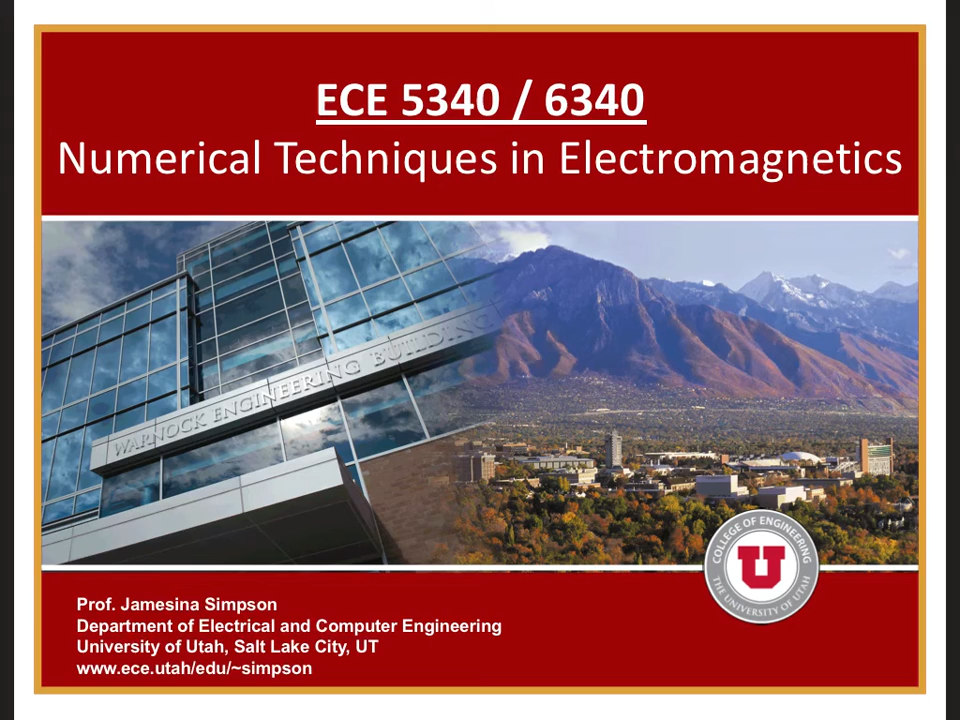 ECE 5340 / 6340
Numerical Techniques in Electromagnetics
WARNOCK ENGINEERING BUILDING
COLLEGE OF ENGINEERING
U
THE UNIVERSITY OF UTAH
Prof. Jamesina Simpson
Department of Electrical and Computer Engineering
University of Utah, Salt Lake City, UT
www.ece.utah/edu/~simpson